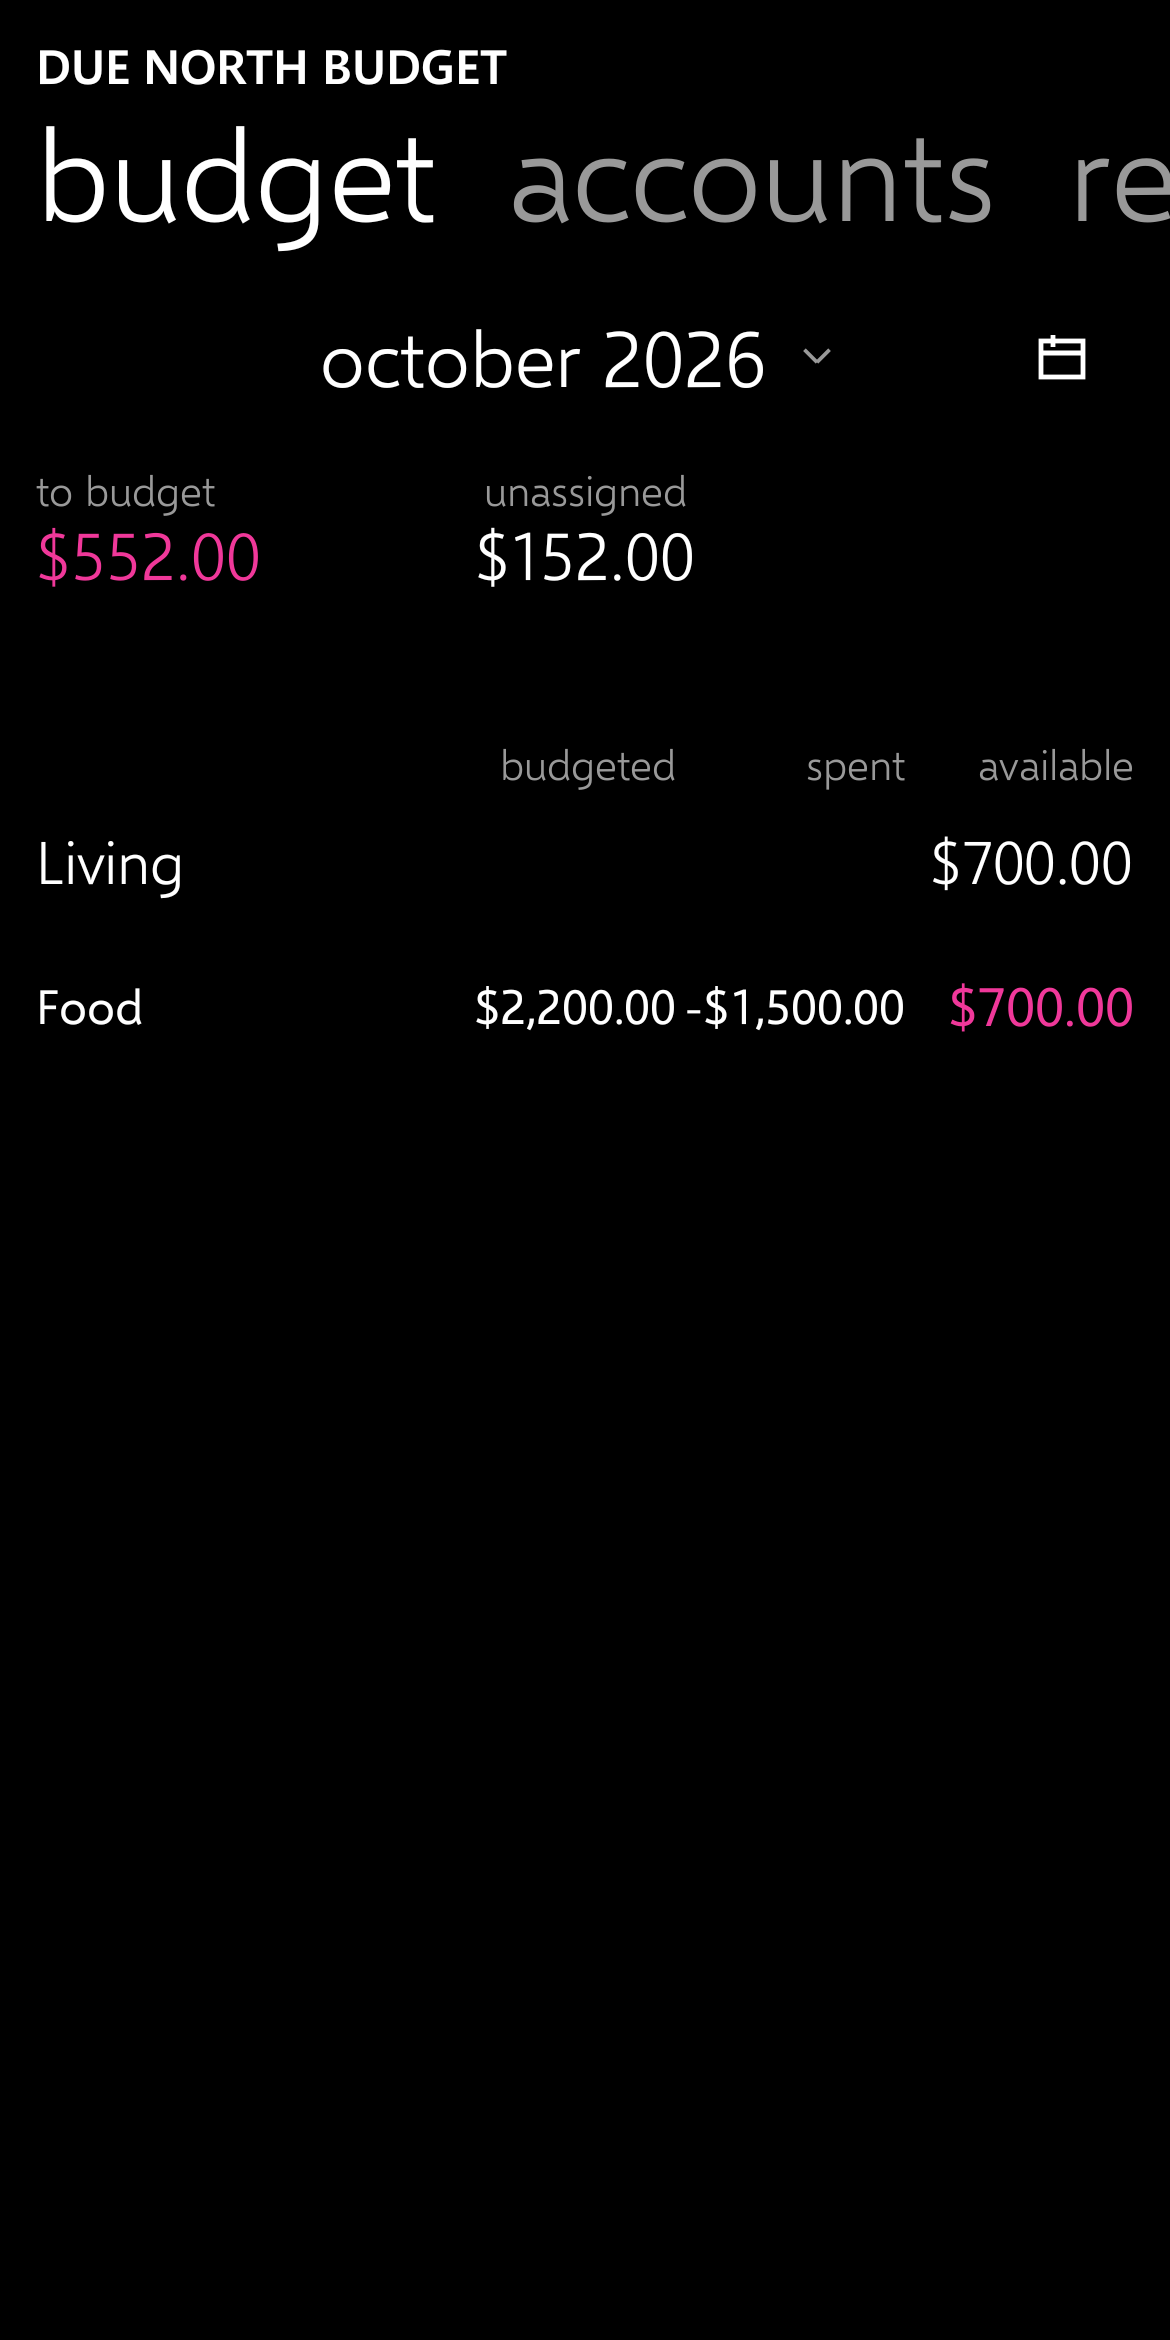 DUE NORTH BUDGET
budget accounts re
october 2026
to budget unassigned
$552.00 $152.00
budgeted spent available
Living $700.00
Food $2,200.00 -$1,500.00 $700.00